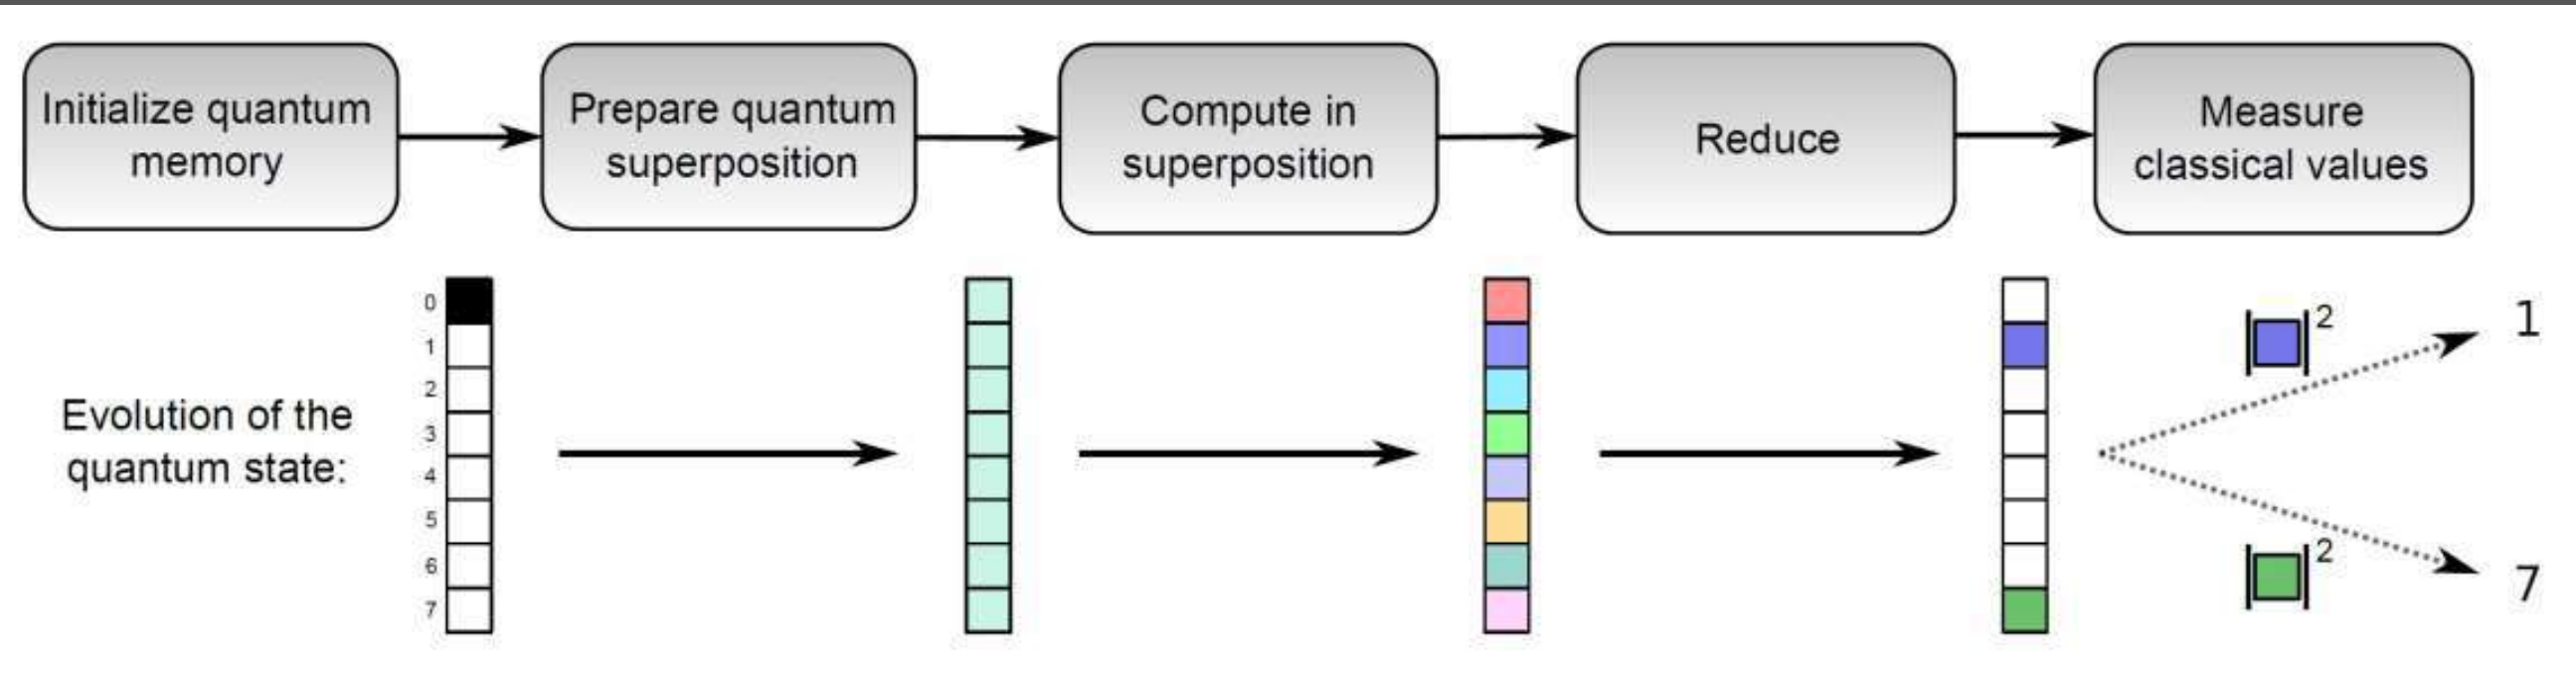 Initialize quantum
memory
Prepare quantum
superposition
Compute in
superposition
Reduce
Measure
classical values
Evolution of the
quantum state:
0
1
2
3
4
5
6
7
| |2
1
| |2
7